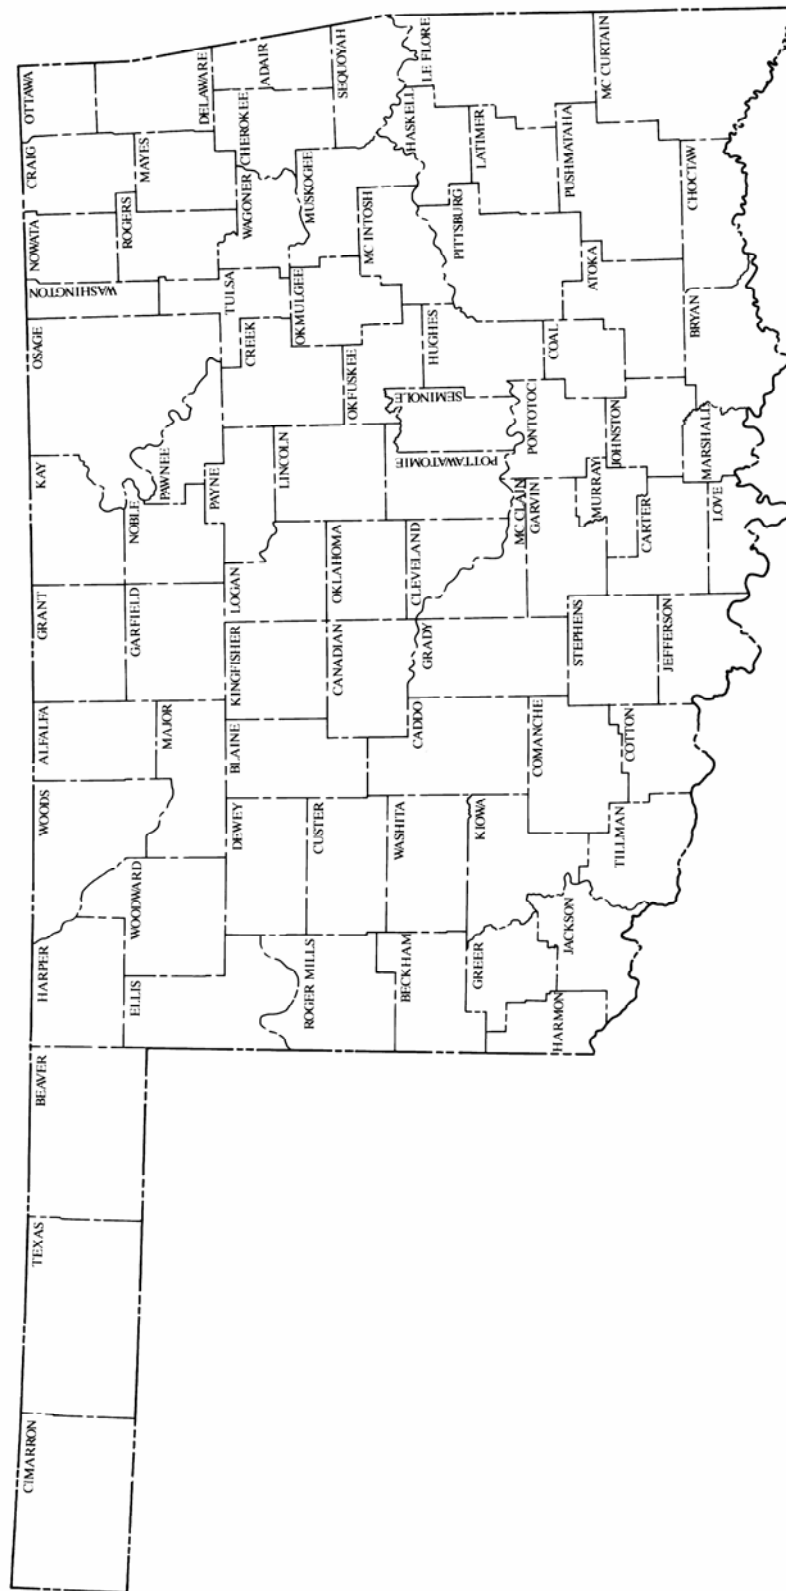 CIMARRON
TEXAS
BEAVER
HARPER
WOODS
ALFALFA
GRANT
KAY
OSAGE
WASHINGTON
NOWATA
CRAIG
OTTAWA
ELLIS
WOODWARD
MAJOR
GARFIELD
NOBLE
PAWNEE
ROGERS
MAYES
DELAWARE
ROGER MILLS
DEWEY
BLAINE
KINGFISHER
LOGAN
PAYNE
CREEK
TULSA
WAGONER
CHEROKEE
ADAIR
CUSTER
CANADIAN
OKLAHOMA
LINCOLN
OKFUSKEE
OKMULGEE
MUSKOGEE
SEQUOYAH
BECKHAM
WASHITA
CADDO
GRADY
CLEVELAND
POTTAWATOMIE
SEMINOLE
HUGHES
MC INTOSH
HASKELL
LE FLORE
GREER
KIOWA
COMANCHE
MC CLAIN
GARVIN
PONTOTOC
COAL
PITTSBURG
LATIMER
HARMON
JACKSON
TILLMAN
COTTON
STEPHENS
MURRAY
JOHNSTON
ATOKA
PUSHMATAHA
MC CURTAIN
JEFFERSON
CARTER
LOVE
MARSHALL
BRYAN
CHOCTAW